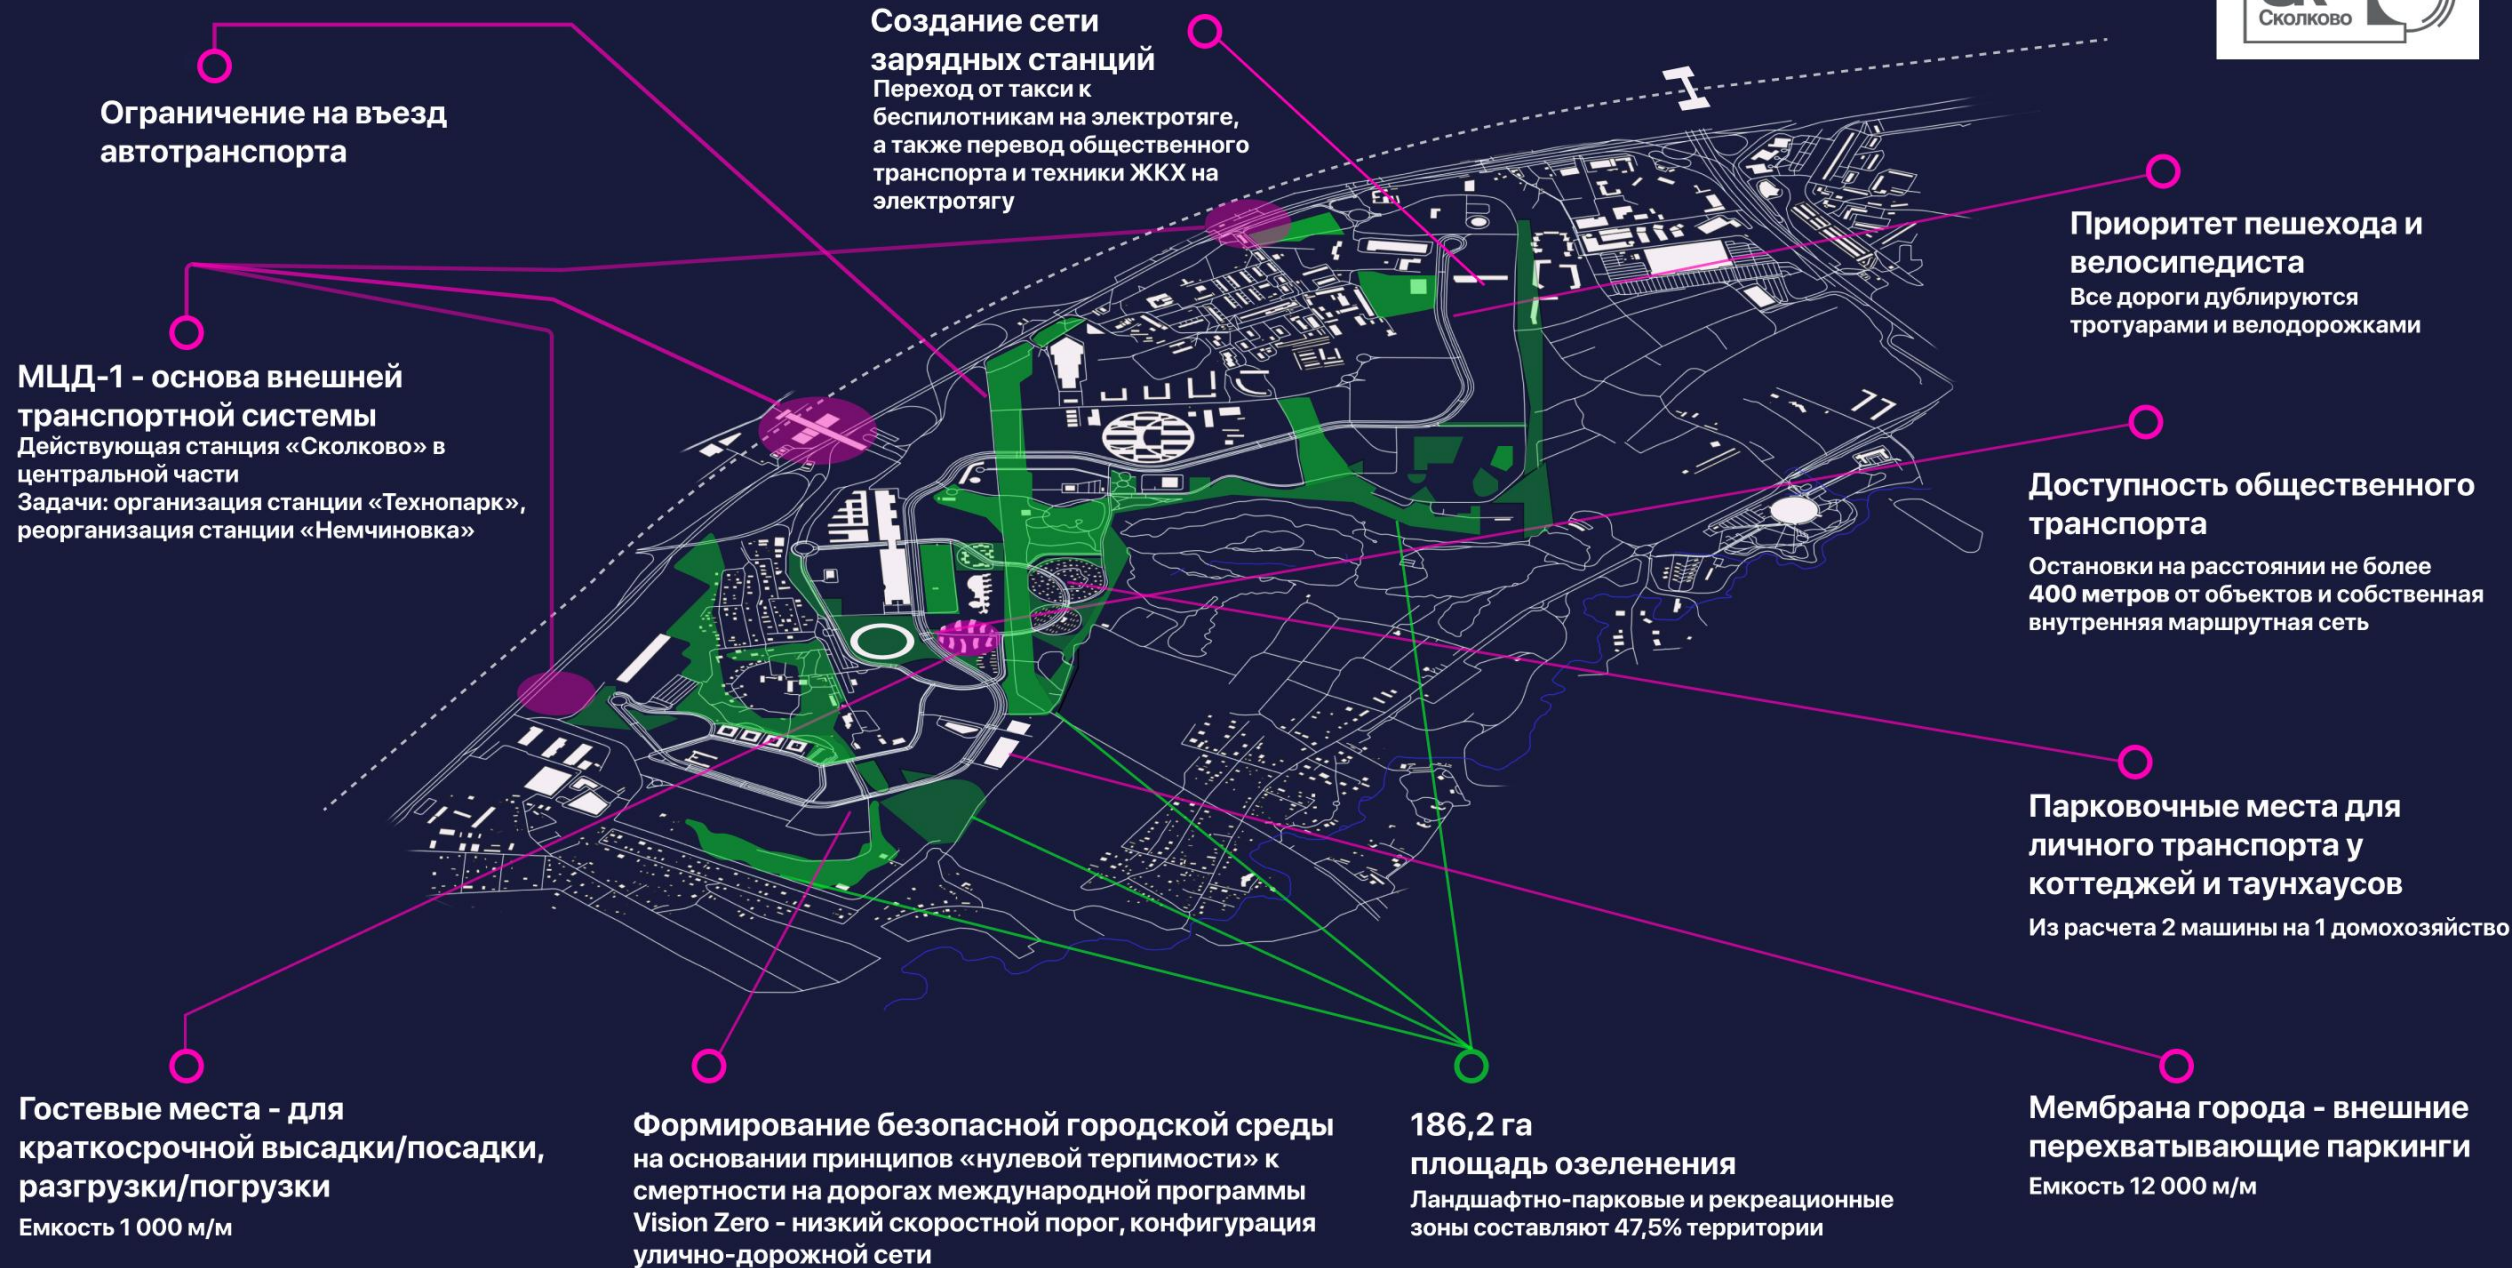 Сколково
Ограничение на въезд
автотранспорта
Создание сети
зарядных станций
Переход от такси к
беспилотникам на электротяге,
а также перевод общественного
транспорта и техники ЖКХ на
электротягу
Приоритет пешехода и
велосипедиста
Все дороги дублируются
тротуарами и велодорожками
МЦД-1 - основа внешней
транспортной системы
Действующая станция «Сколково» в
центральной части
Задачи: организация станции «Технопарк»,
реорганизация станции «Немчиновка»
Доступность общественного
транспорта
Остановки на расстоянии не более
400 метров от объектов и собственная
внутренняя маршрутная сеть
Парковочные места для
личного транспорта у
коттеджей и таунхаусов
Из расчета 2 машины на 1 домохозяйство
Гостевые места - для
краткосрочной высадки/посадки,
разгрузки/погрузки
Емкость 1 000 м/м
Формирование безопасной городской среды
на основании принципов «нулевой терпимости» к
смертности на дорогах международной программы
Vision Zero - низкий скоростной порог, конфигурация
улично-дорожной сети
186,2 га
площадь озеленения
Ландшафтно-парковые и рекреационные
зоны составляют 47,5% территории
Мембрана города - внешние
перехватывающие паркинги
Емкость 12 000 м/м